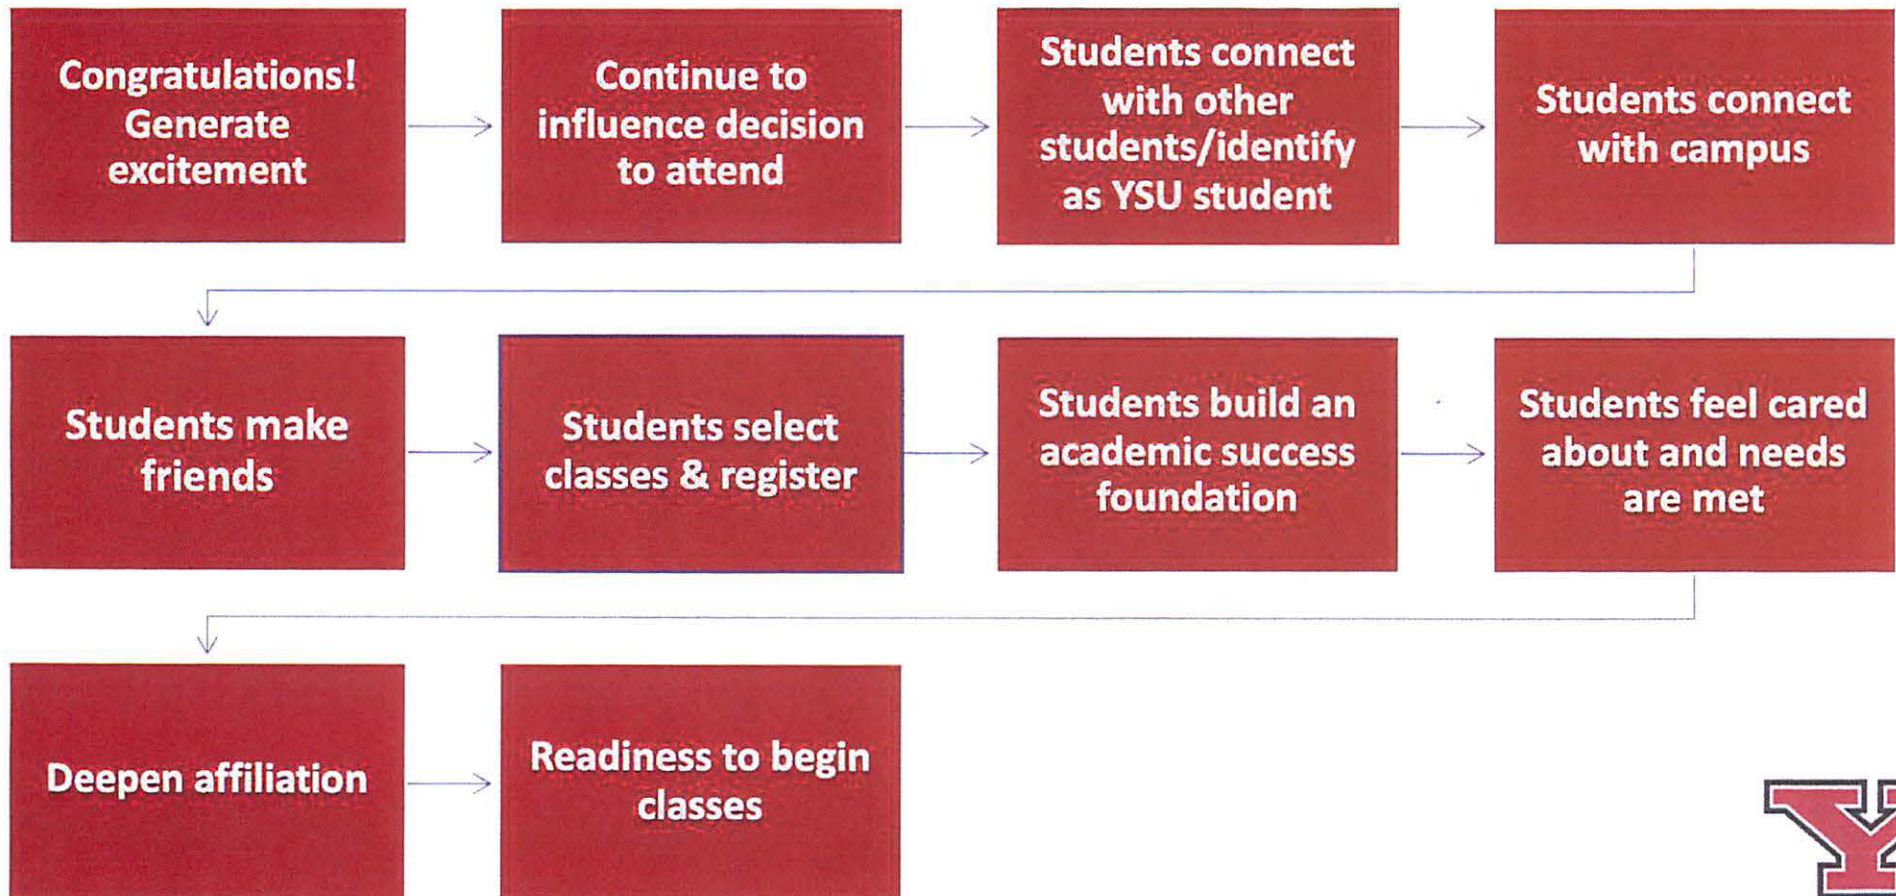 Congratulations!
Generate
excitement
Continue to
influence decision
to attend
Students connect
with other
students/identify
as YSU student
Students connect
with campus
Students make
friends
Students select
classes & register
Students build an
academic success
foundation
Students feel cared
about and needs
are met
Deepen affiliation
Readiness to begin
classes
Y